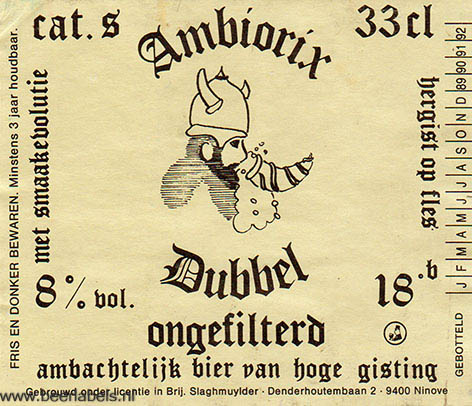 cat. s
Ambiorix
33cl
FRIS EN DONKER BEWAREN. Minstens 3 jaar houdbaar.
met smaakevolutie
hergist op fles
J F M A M J J A S O N D 89 90 91 92
GEBOTTELD
8% vol.
Dubbel
18.b
ongefilterd
ambachtelijk bier van hoge gisting
Gebrouwd onder licentie in Brij. Slaghmuylder - Denderhoutembaan 2 - 9400 Ninove
www.beerlabels.nl